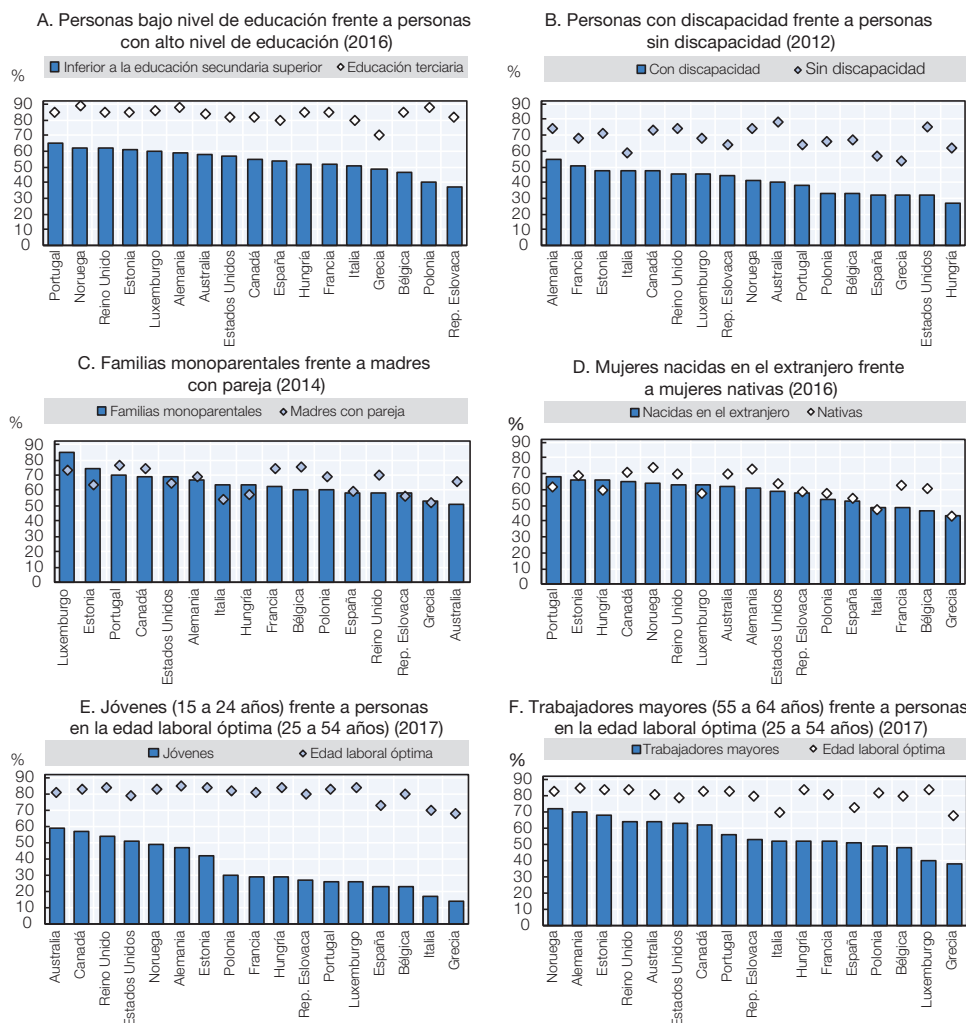 A. Personas bajo nivel de educación frente a personas
con alto nivel de educación (2016)
%
Inferior a la educación secundaria superior
Educación terciaria
90
80
70
60
50
40
30
20
10
0
Portugal
Noruega
Reino Unido
Estonia
Luxemburgo
Alemania
Australia
Estados Unidos
Canadá
España
Hungría
Francia
Italia
Grecia
Bélgica
Polonia
Rep. Eslovaca
B. Personas con discapacidad frente a personas
sin discapacidad (2012)
%
Con discapacidad
Sin discapacidad
90
80
70
60
50
40
30
20
10
0
Alemania
Francia
Estonia
Italia
Canadá
Reino Unido
Luxemburgo
Rep. Eslovaca
Noruega
Australia
Portugal
Polonia
Bélgica
España
Grecia
Estados Unidos
Hungría
C. Familias monoparentales frente a madres
con pareja (2014)
%
Familias monoparentales
Madres con pareja
90
80
70
60
50
40
30
20
10
0
Luxemburgo
Estonia
Portugal
Canadá
Estados Unidos
Alemania
Italia
Hungría
Francia
Bélgica
Polonia
España
Reino Unido
Rep. Eslovaca
Grecia
Australia
D. Mujeres nacidas en el extranjero frente
a mujeres nativas (2016)
%
Nacidas en el extranjero
Nativas
90
80
70
60
50
40
30
20
10
0
Portugal
Estonia
Hungría
Canadá
Noruega
Reino Unido
Luxemburgo
Australia
Alemania
Estados Unidos
Rep. Eslovaca
Polonia
España
Italia
Francia
Bélgica
Grecia
E. Jóvenes (15 a 24 años) frente a personas
en la edad laboral óptima (25 a 54 años) (2017)
%
Jóvenes
Edad laboral óptima
90
80
70
60
50
40
30
20
10
0
Australia
Canadá
Reino Unido
Estados Unidos
Noruega
Alemania
Estonia
Polonia
Francia
Hungría
Rep. Eslovaca
Portugal
Luxemburgo
España
Bélgica
Italia
Grecia
F. Trabajadores mayores (55 a 64 años) frente a personas
en la edad laboral óptima (25 a 54 años) (2017)
%
Trabajadores mayores
Edad laboral óptima
90
80
70
60
50
40
30
20
10
0
Noruega
Alemania
Estonia
Reino Unido
Australia
Estados Unidos
Canadá
Portugal
Rep. Eslovaca
Italia
Hungría
Francia
España
Polonia
Bélgica
Luxemburgo
Grecia